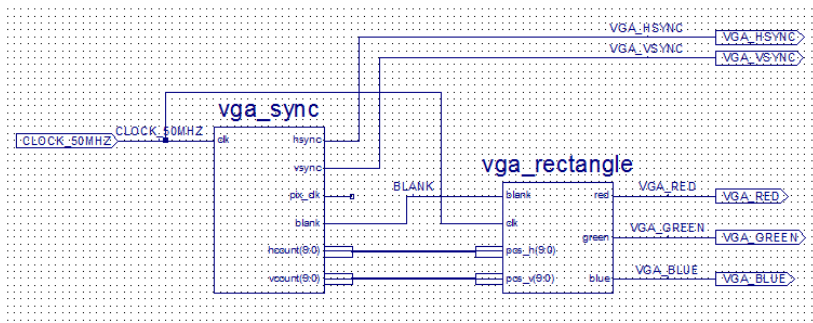 VGA_HSYNC
VGA_HSYNC
VGA_VSYNC
VGA_VSYNC
vga_sync
CLOCK_50MHZ
CLOCK_50MHZ
clk
hsync
vsync
pix_clk
blank
hcount(9:0)
vcount(9:0)
BLANK
vga_rectangle
blank
red
VGA_RED
VGA_RED
clk
green
VGA_GREEN
VGA_GREEN
pos_h(9:0)
pos_v(9:0)
blue
VGA_BLUE
VGA_BLUE